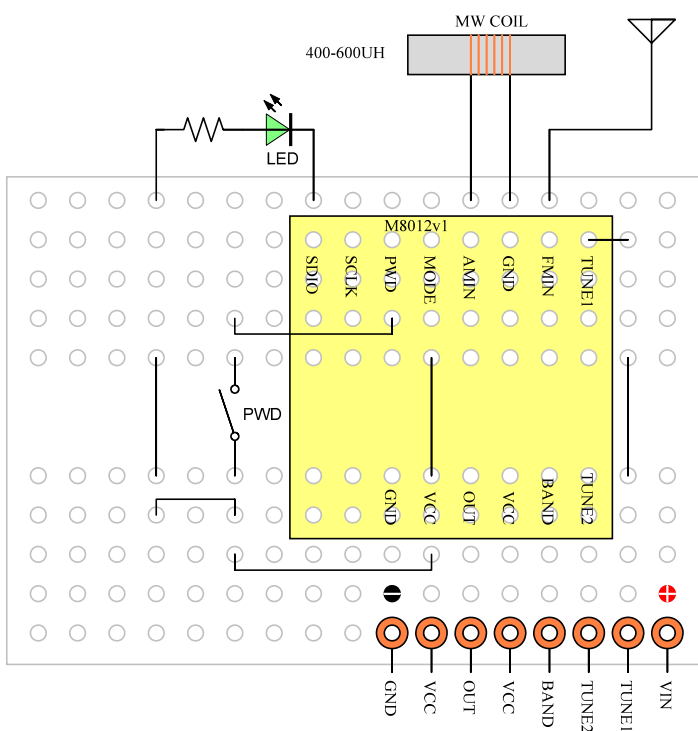 MW COIL
400-600UH
LED
M8012v1
SDIO
SCLK
PWD
MODE
AMIN
GND
FMIN
TUNE1
PWD
GND
VCC
OUT
VCC
BAND
TUNE2
GND
VCC
OUT
VCC
BAND
TUNE2
TUNE1
VIN